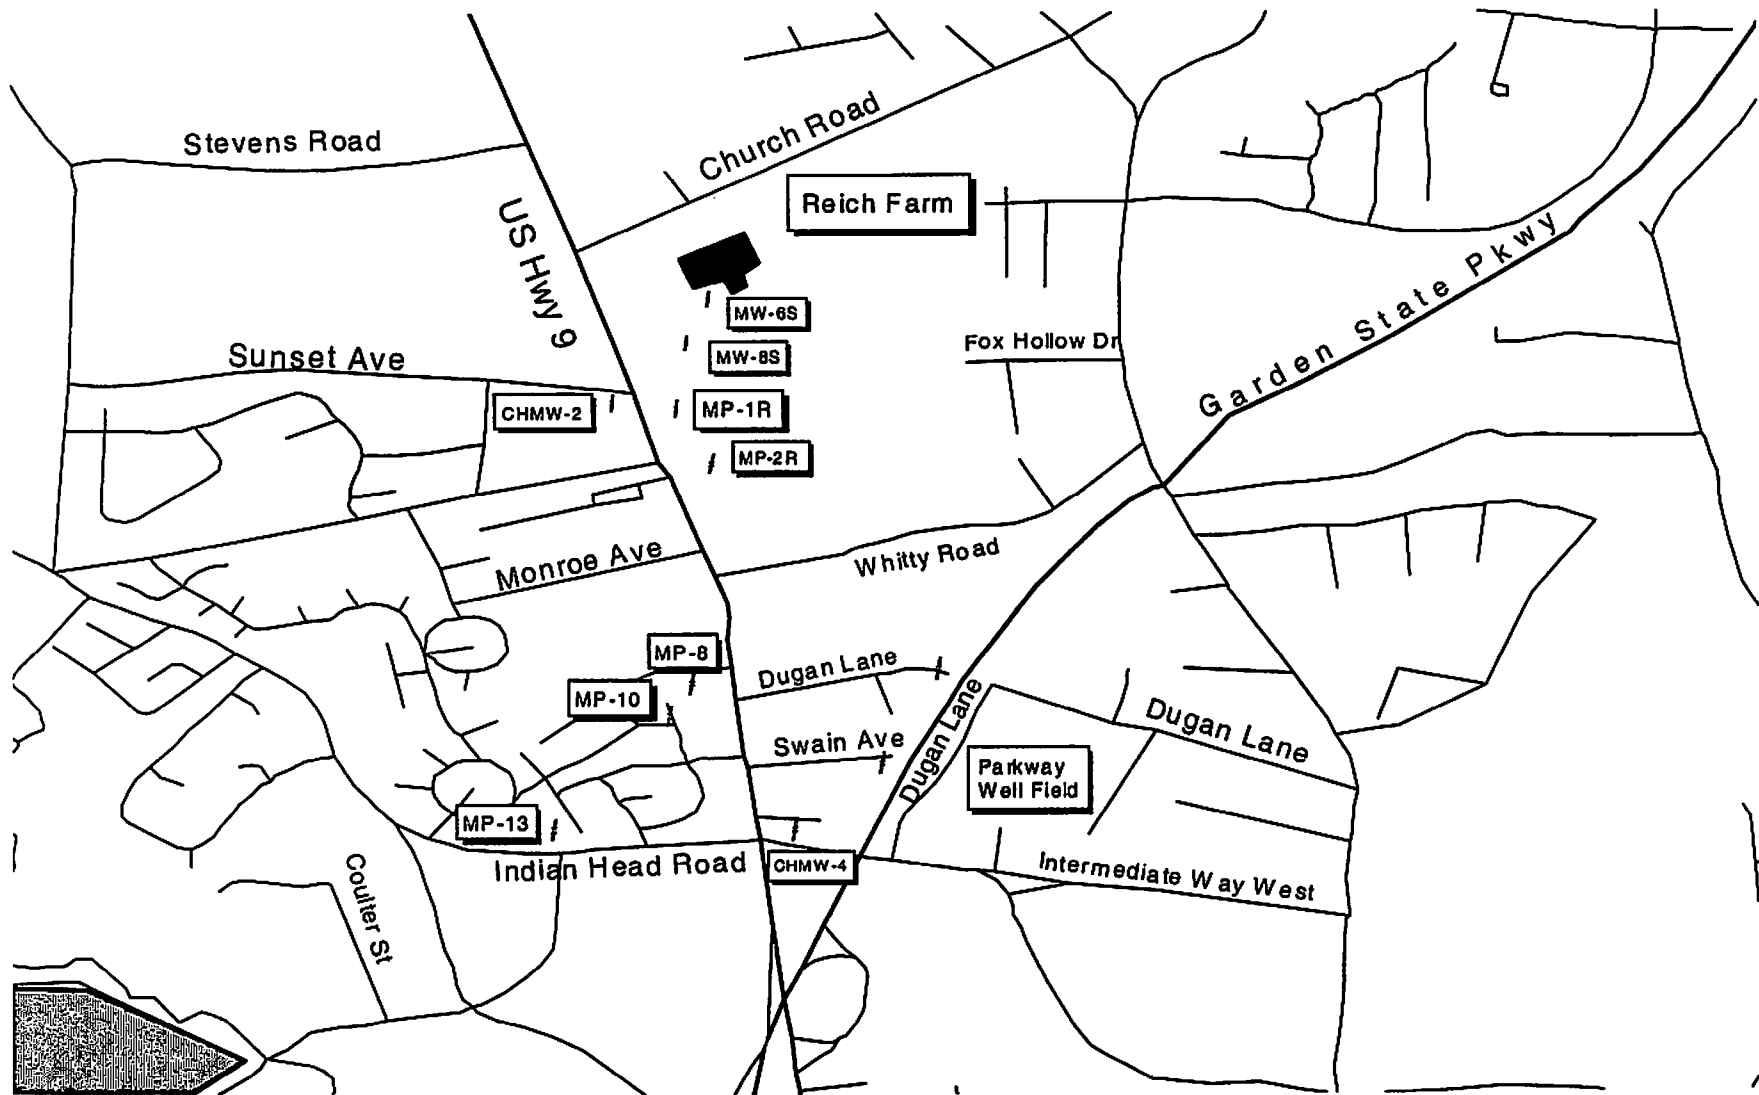 Stevens Road
Church Road
Reich Farm
US Hwy 9
Garden State Pkwy
MW-6S
Fox Hollow Dr
MW-8S
Sunset Ave
CHMW-2
MP-1R
MP-2R
Monroe Ave
Whitty Road
MP-8
Dugan Lane
MP-10
Dugan Lane
Dugan Lane
Swain Ave
Parkway
Well Field
MP-13
Indian Head Road
CHMW-4
Intermediate Way West
Coulter St